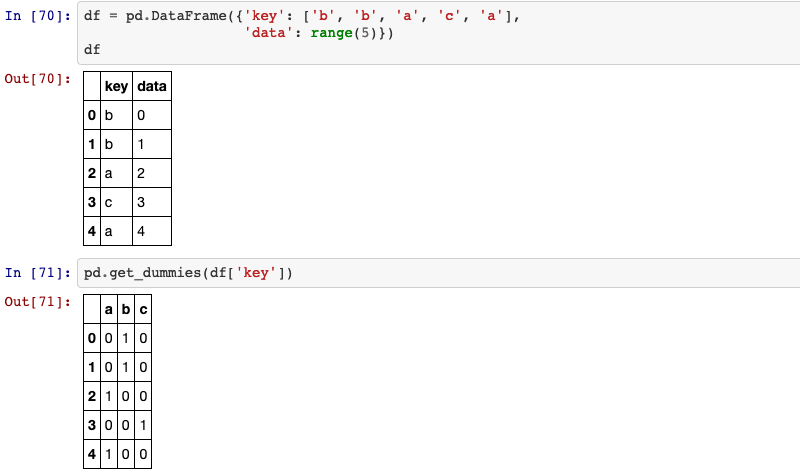 In [70]: df = pd.DataFrame({'key': ['b', 'b', 'a', 'c', 'a'],
'data': range(5)})
df
Out[70]:
key data
0 b 0
1 b 1
2 a 2
3 c 3
4 a 4
In [71]: pd.get_dummies(df['key'])
Out[71]:
a b c
0 0 1 0
1 0 1 0
2 1 0 0
3 0 0 1
4 1 0 0